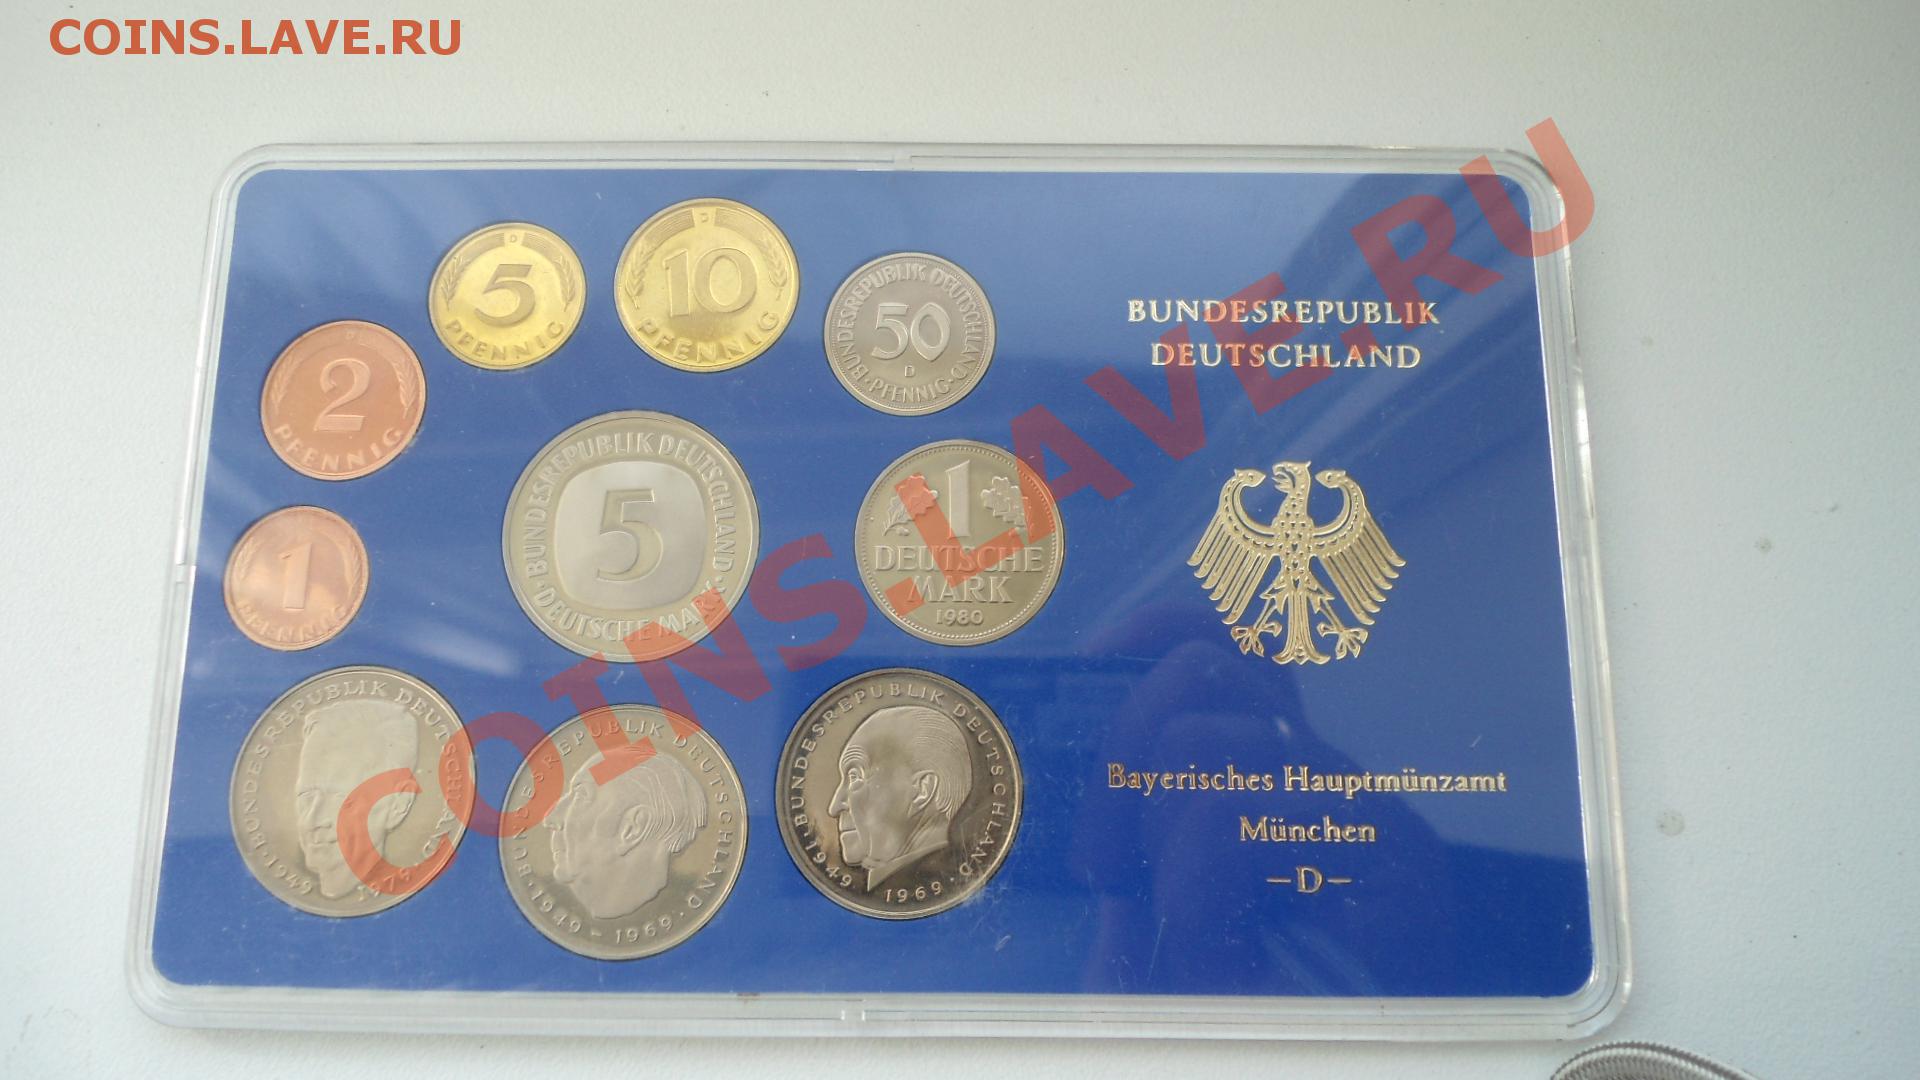 COINS.LAVE.RU
D
5
PFENNIG
D
10
PFENNIG
BUNDESREPUBLIK DEUTSCHLAND
50
D
PFENNIG
D
2
PFENNIG
BUNDESREPUBLIK
DEUTSCHLAND
BUNDESREPUBLIK DEUTSCHLAND
5
DEUTSCHE MARK
1
DEUTSCHE
MARK
1980
1
PFENNIG
BUNDESREPUBLIK DEUTSCHLAND
1949 1979
BUNDESREPUBLIK DEUTSCHLAND
1949 - 1969
BUNDESREPUBLIK DEUTSCHLAND
1949 1969
Bayerisches Hauptmünzamt
München
—D—
COINS.LAVE.RU